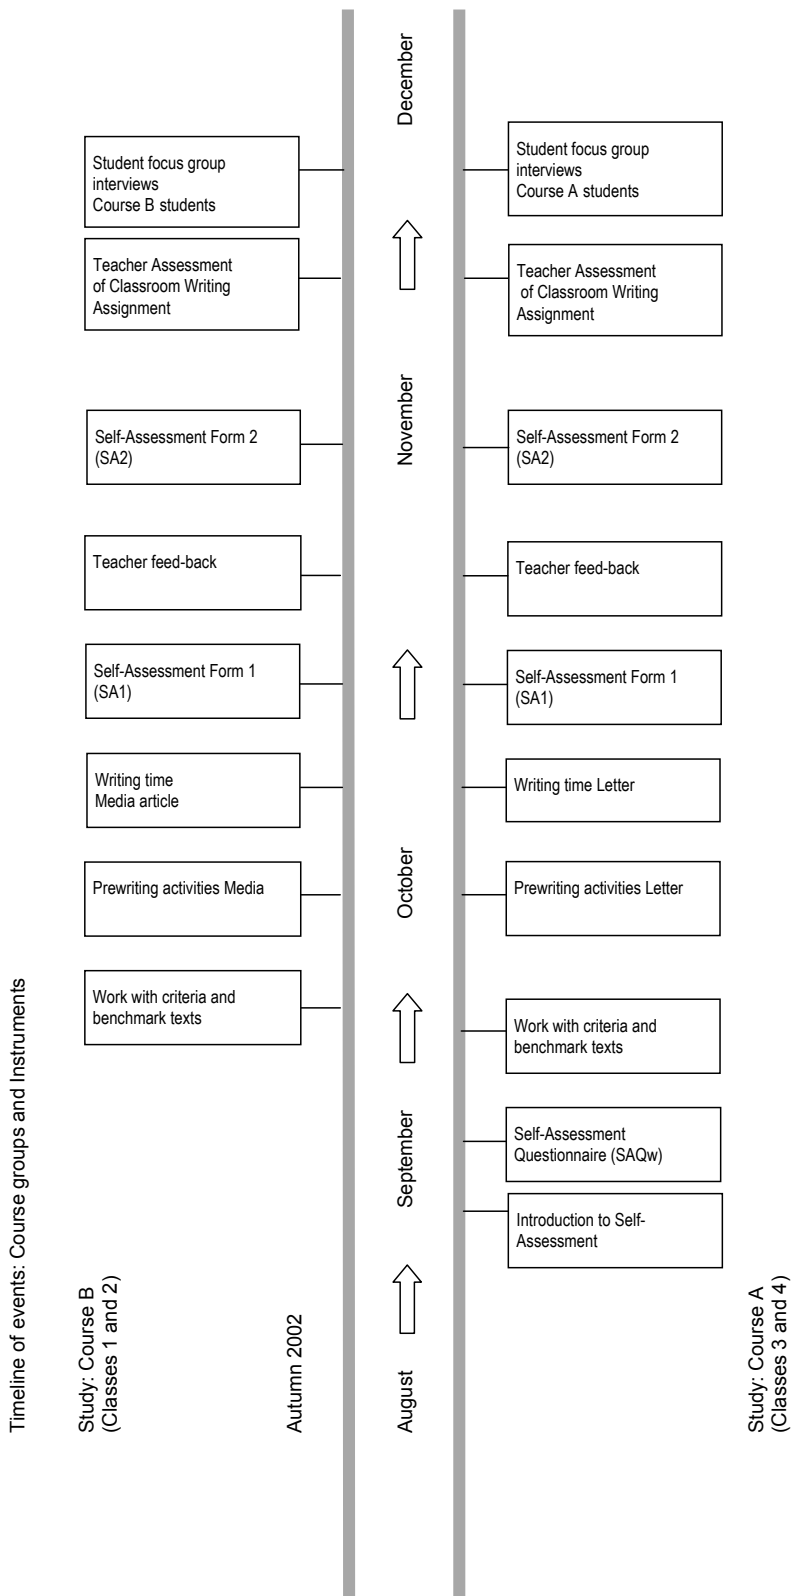 Timeline of events: Course groups and Instruments
Study: Course B
(Classes 1 and 2)
Autumn 2002
Student focus group
interviews
Course B students
Teacher Assessment
of Classroom Writing
Assignment
Self-Assessment Form 2
(SA2)
Teacher feed-back
Self-Assessment Form 1
(SA1)
Writing time
Media article
Prewriting activities Media
Work with criteria and
benchmark texts
December
November
October
September
August
Student focus group
interviews
Course A students
Teacher Assessment
of Classroom Writing
Assignment
Self-Assessment Form 2
(SA2)
Teacher feed-back
Self-Assessment Form 1
(SA1)
Writing time Letter
Prewriting activities Letter
Work with criteria and
benchmark texts
Self-Assessment
Questionnaire (SAQw)
Introduction to Self-
Assessment
Study: Course A
(Classes 3 and 4)